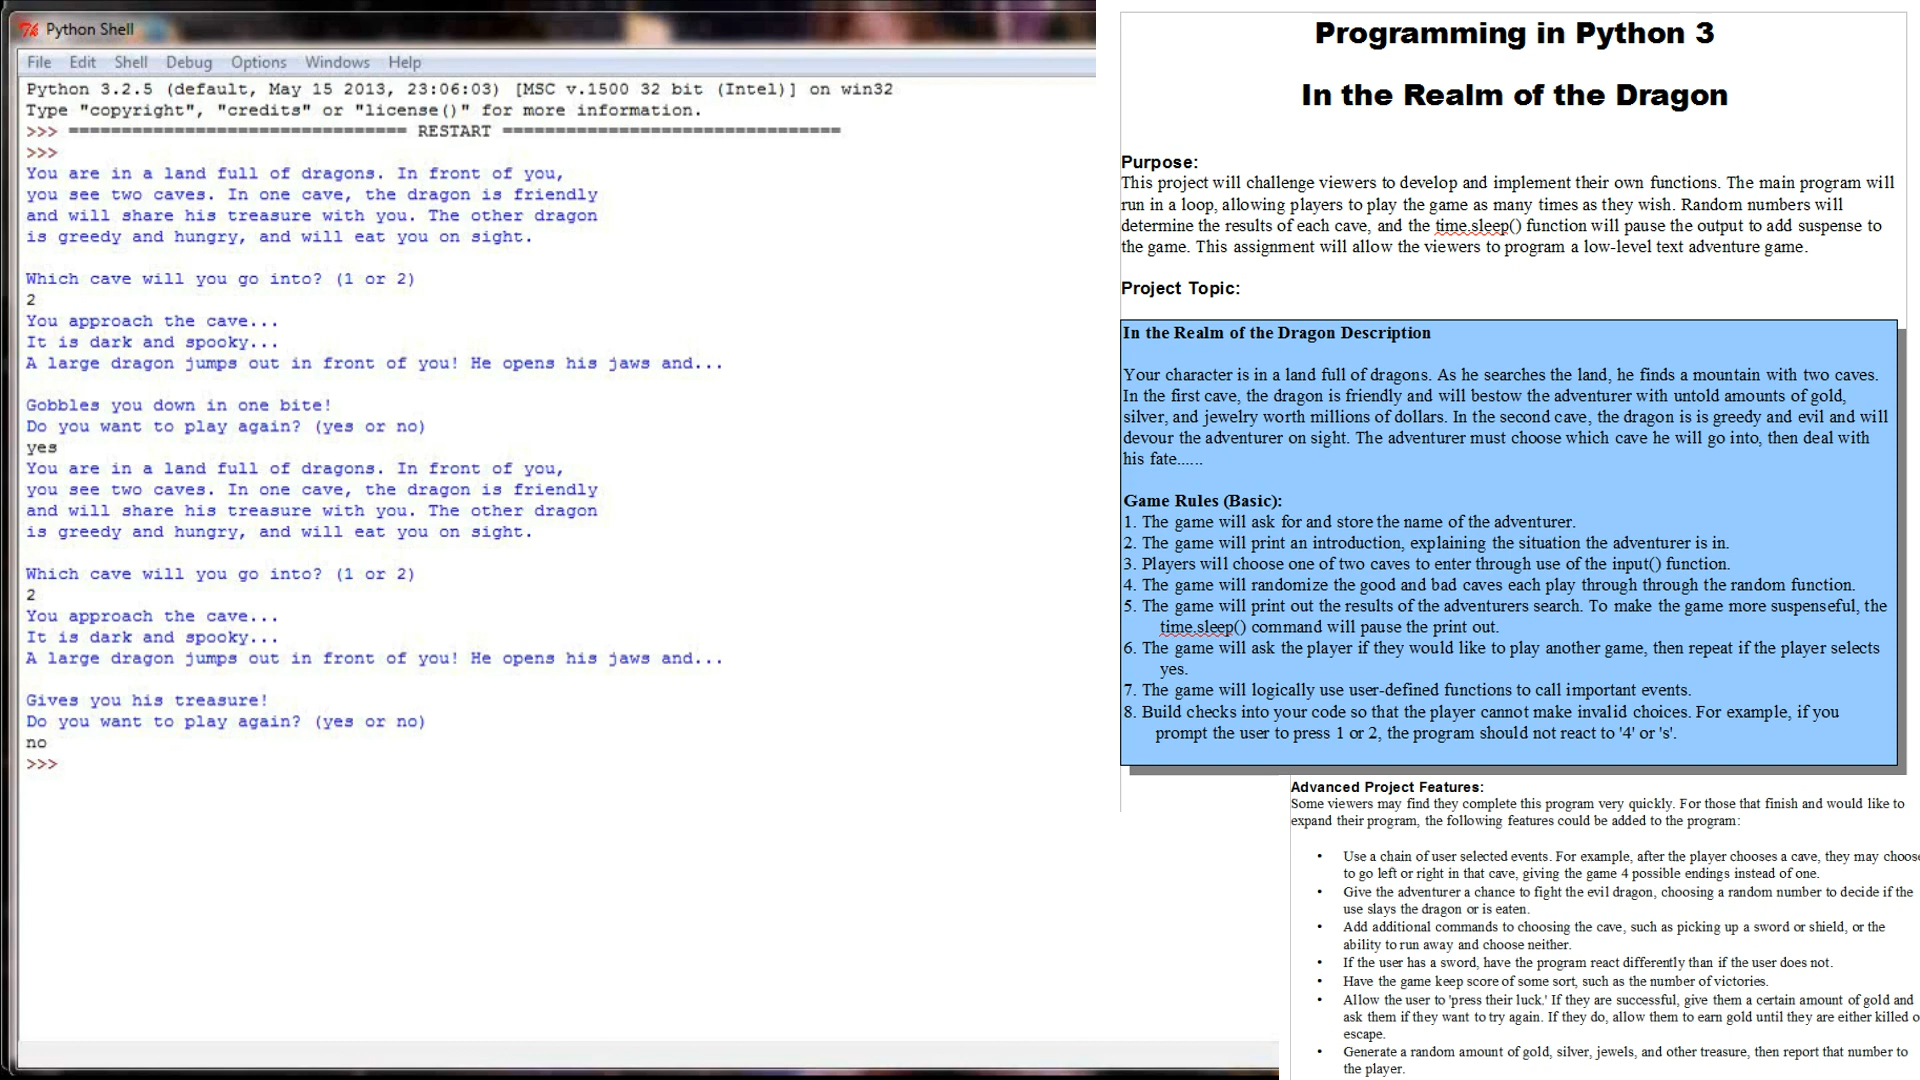 Python Shell
File Edit Shell Debug Options Windows Help
Python 3.2.5 (default, May 15 2013, 23:06:03) [MSC v.1500 32 bit (Intel)] on win32
Type "copyright", "credits" or "license()" for more information.
>>> ================================ RESTART ================================
>>>
You are in a land full of dragons. In front of you,
you see two caves. In one cave, the dragon is friendly
and will share his treasure with you. The other dragon
is greedy and hungry, and will eat you on sight.
Which cave will you go into? (1 or 2)
2
You approach the cave...
It is dark and spooky...
A large dragon jumps out in front of you! He opens his jaws and...
Gobbles you down in one bite!
Do you want to play again? (yes or no)
yes
You are in a land full of dragons. In front of you,
you see two caves. In one cave, the dragon is friendly
and will share his treasure with you. The other dragon
is greedy and hungry, and will eat you on sight.
Which cave will you go into? (1 or 2)
2
You approach the cave...
It is dark and spooky...
A large dragon jumps out in front of you! He opens his jaws and...
Gives you his treasure!
Do you want to play again? (yes or no)
no
>>>
Programming in Python 3
In the Realm of the Dragon
Purpose:
This project will challenge viewers to develop and implement their own functions. The main program will
run in a loop, allowing players to play the game as many times as they wish. Random numbers will
determine the results of each cave, and the time.sleep() function will pause the output to add suspense to
the game. This assignment will allow the viewers to program a low-level text adventure game.
Project Topic:
In the Realm of the Dragon Description
Your character is in a land full of dragons. As he searches the land, he finds a mountain with two caves.
In the first cave, the dragon is friendly and will bestow the adventurer with untold amounts of gold,
silver, and jewelry worth millions of dollars. In the second cave, the dragon is is greedy and evil and will
devour the adventurer on sight. The adventurer must choose which cave he will go into, then deal with
his fate......
Game Rules (Basic):
1. The game will ask for and store the name of the adventurer.
2. The game will print an introduction, explaining the situation the adventurer is in.
3. Players will choose one of two caves to enter through use of the input() function.
4. The game will randomize the good and bad caves each play through through the random function.
5. The game will print out the results of the adventurers search. To make the game more suspenseful, the
time.sleep() command will pause the print out.
6. The game will ask the player if they would like to play another game, then repeat if the player selects
yes.
7. The game will logically use user-defined functions to call important events.
8. Build checks into your code so that the player cannot make invalid choices. For example, if you
prompt the user to press 1 or 2, the program should not react to '4' or 's'.
Advanced Project Features:
Some viewers may find they complete this program very quickly. For those that finish and would like to
expand their program, the following features could be added to the program:
• Use a chain of user selected events. For example, after the player chooses a cave, they may choose
to go left or right in that cave, giving the game 4 possible endings instead of one.
• Give the adventurer a chance to fight the evil dragon, choosing a random number to decide if the
use slays the dragon or is eaten.
• Add additional commands to choosing the cave, such as picking up a sword or shield, or the
ability to run away and choose neither.
• If the user has a sword, have the program react differently than if the user does not.
• Have the game keep score of some sort, such as the number of victories.
• Allow the user to 'press their luck.' If they are successful, give them a certain amount of gold and
ask them if they want to try again. If they do, allow them to earn gold until they are either killed o
escape.
• Generate a random amount of gold, silver, jewels, and other treasure, then report that number to
the player.